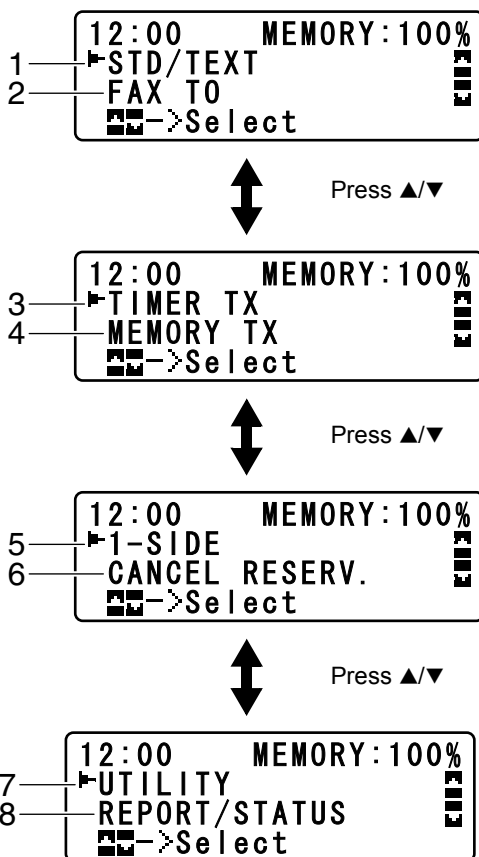 12:00 MEMORY:100%
1 STD/TEXT
2 FAX TO
->Select
Press ▲/▼
12:00 MEMORY:100%
3 TIMER TX
4 MEMORY TX
->Select
Press ▲/▼
12:00 MEMORY:100%
5 1-SIDE
6 CANCEL RESERV.
->Select
Press ▲/▼
12:00 MEMORY:100%
7 UTILITY
8 REPORT/STATUS
->Select